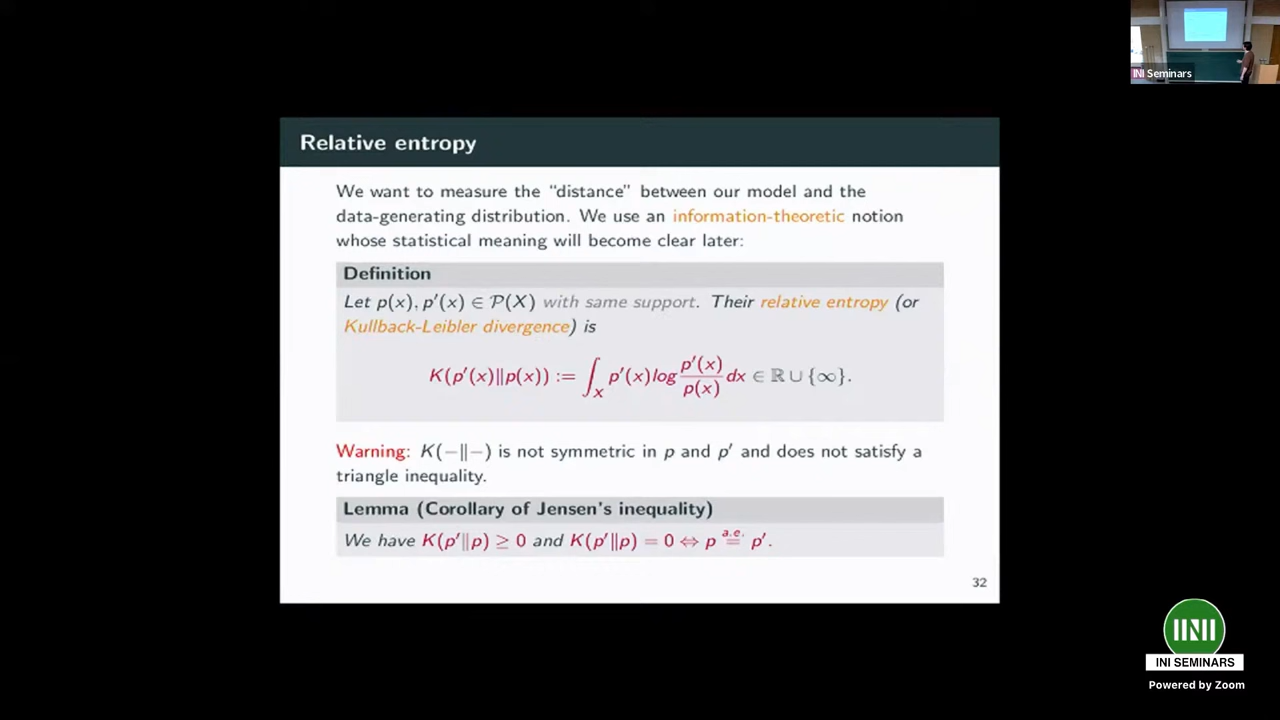 INI Seminars
Relative entropy
We want to measure the “distance” between our model and the
data-generating distribution. We use an information-theoretic notion
whose statistical meaning will become clear later:
Definition
Let p(x), p′(x) ∈ P(X) with same support. Their relative entropy (or
Kullback-Leibler divergence) is
K(p′(x)∥p(x)) := ∫_X p′(x)log p′(x)/p(x) dx ∈ ℝ ∪ {∞}.
Warning: K(−∥−) is not symmetric in p and p′ and does not satisfy a
triangle inequality.
Lemma (Corollary of Jensen's inequality)
We have K(p′∥p) ≥ 0 and K(p′∥p) = 0 ⇔ p a.e. = p′.
32
INI
INI SEMINARS
Powered by Zoom